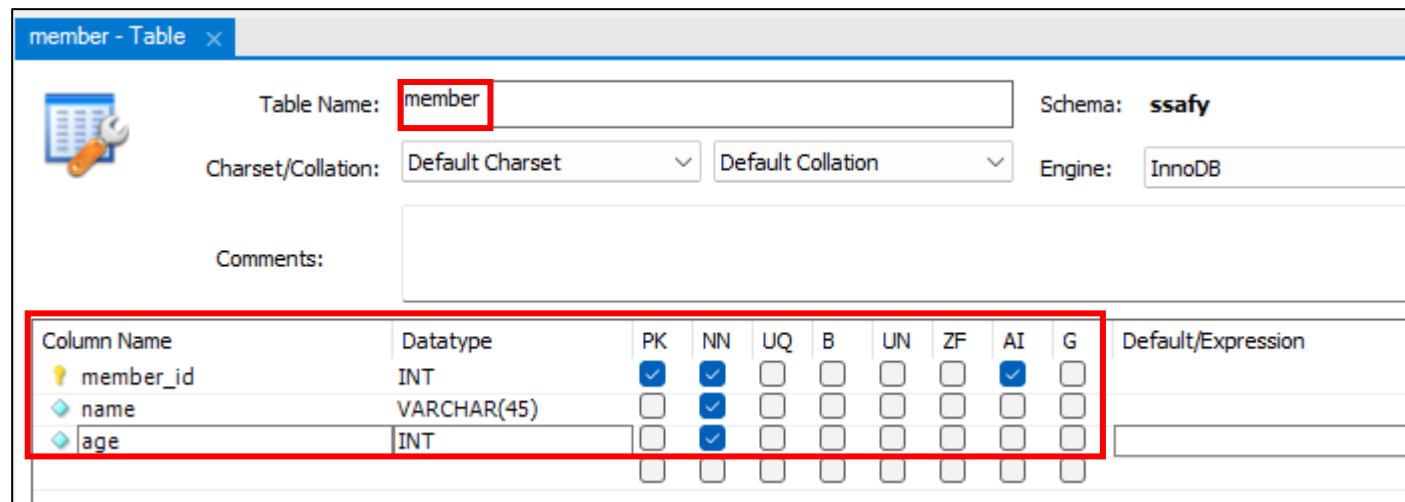 member - Table ×
Table Name: member Schema: ssafy
Charset/Collation: Default Charset Default Collation Engine: InnoDB
Comments:
Column Name Datatype PK NN UQ B UN ZF AI G Default/Expression
member_id INT
name VARCHAR(45)
age INT